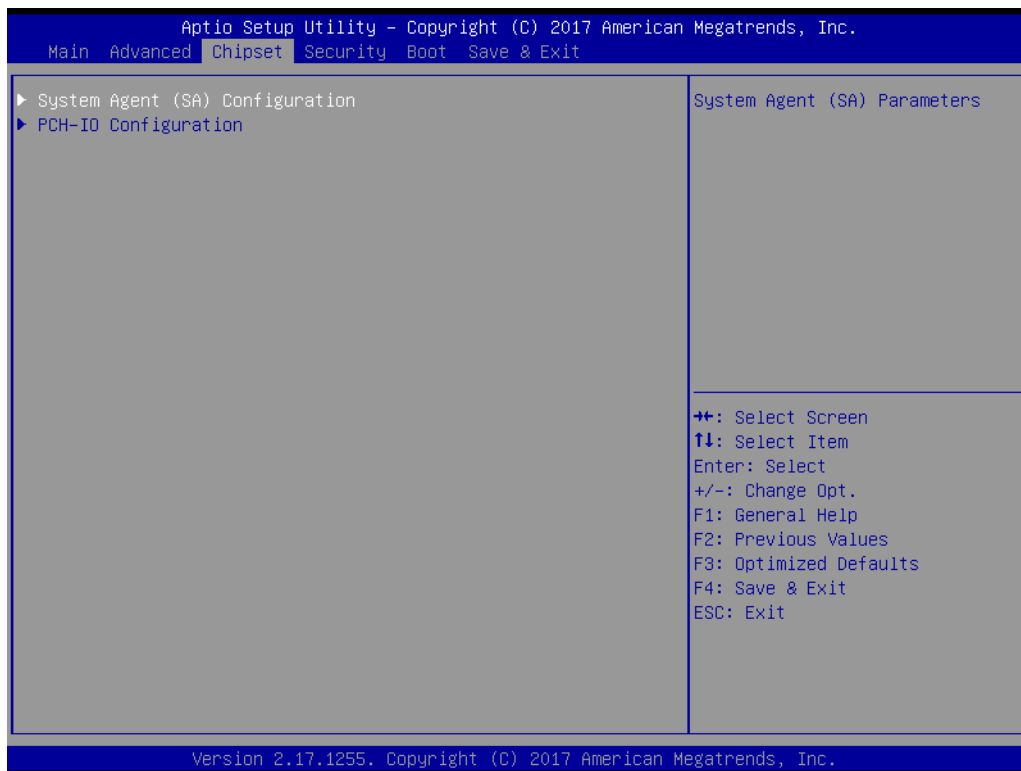 Aptio Setup Utility – Copyright (C) 2017 American Megatrends, Inc.
Main Advanced Chipset Security Boot Save & Exit
System Agent (SA) Configuration
PCH-IO Configuration
System Agent (SA) Parameters
→←: Select Screen
↑↓: Select Item
Enter: Select
+/-: Change Opt.
F1: General Help
F2: Previous Values
F3: Optimized Defaults
F4: Save & Exit
ESC: Exit
Version 2.17.1255. Copyright (C) 2017 American Megatrends, Inc.